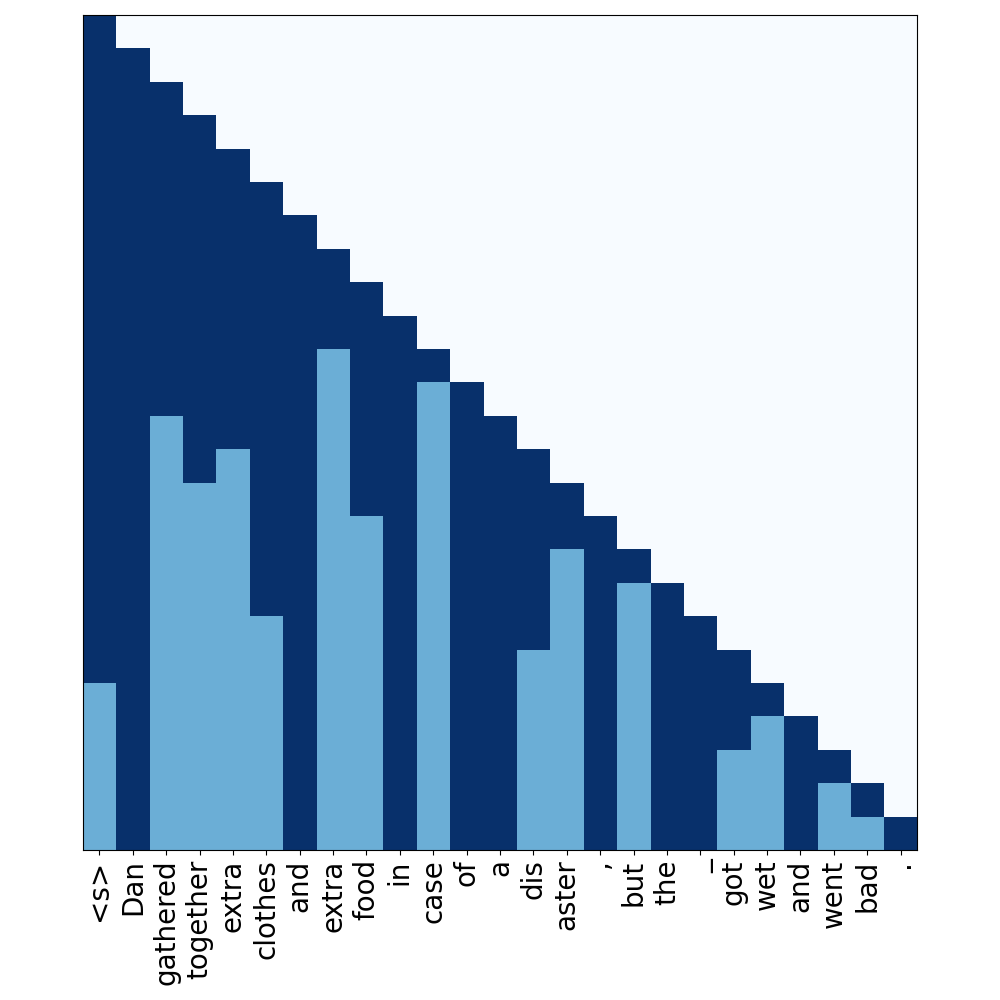 <s>
Dan
gathered
together
extra
clothes
and
extra
food
in
case
of
a
dis
aster
,
but
the
_
got
wet
and
went
bad
.